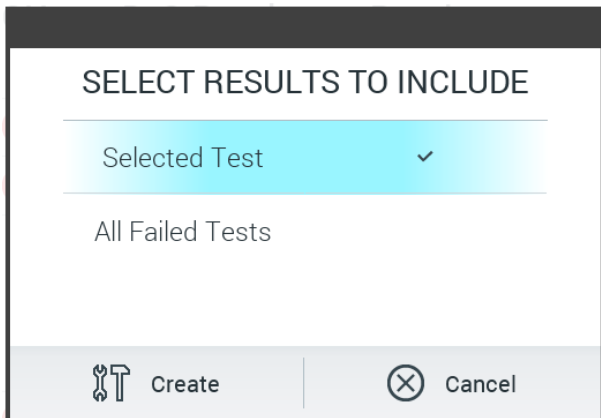 SELECT RESULTS TO INCLUDE
Selected Test
All Failed Tests
Create
Cancel